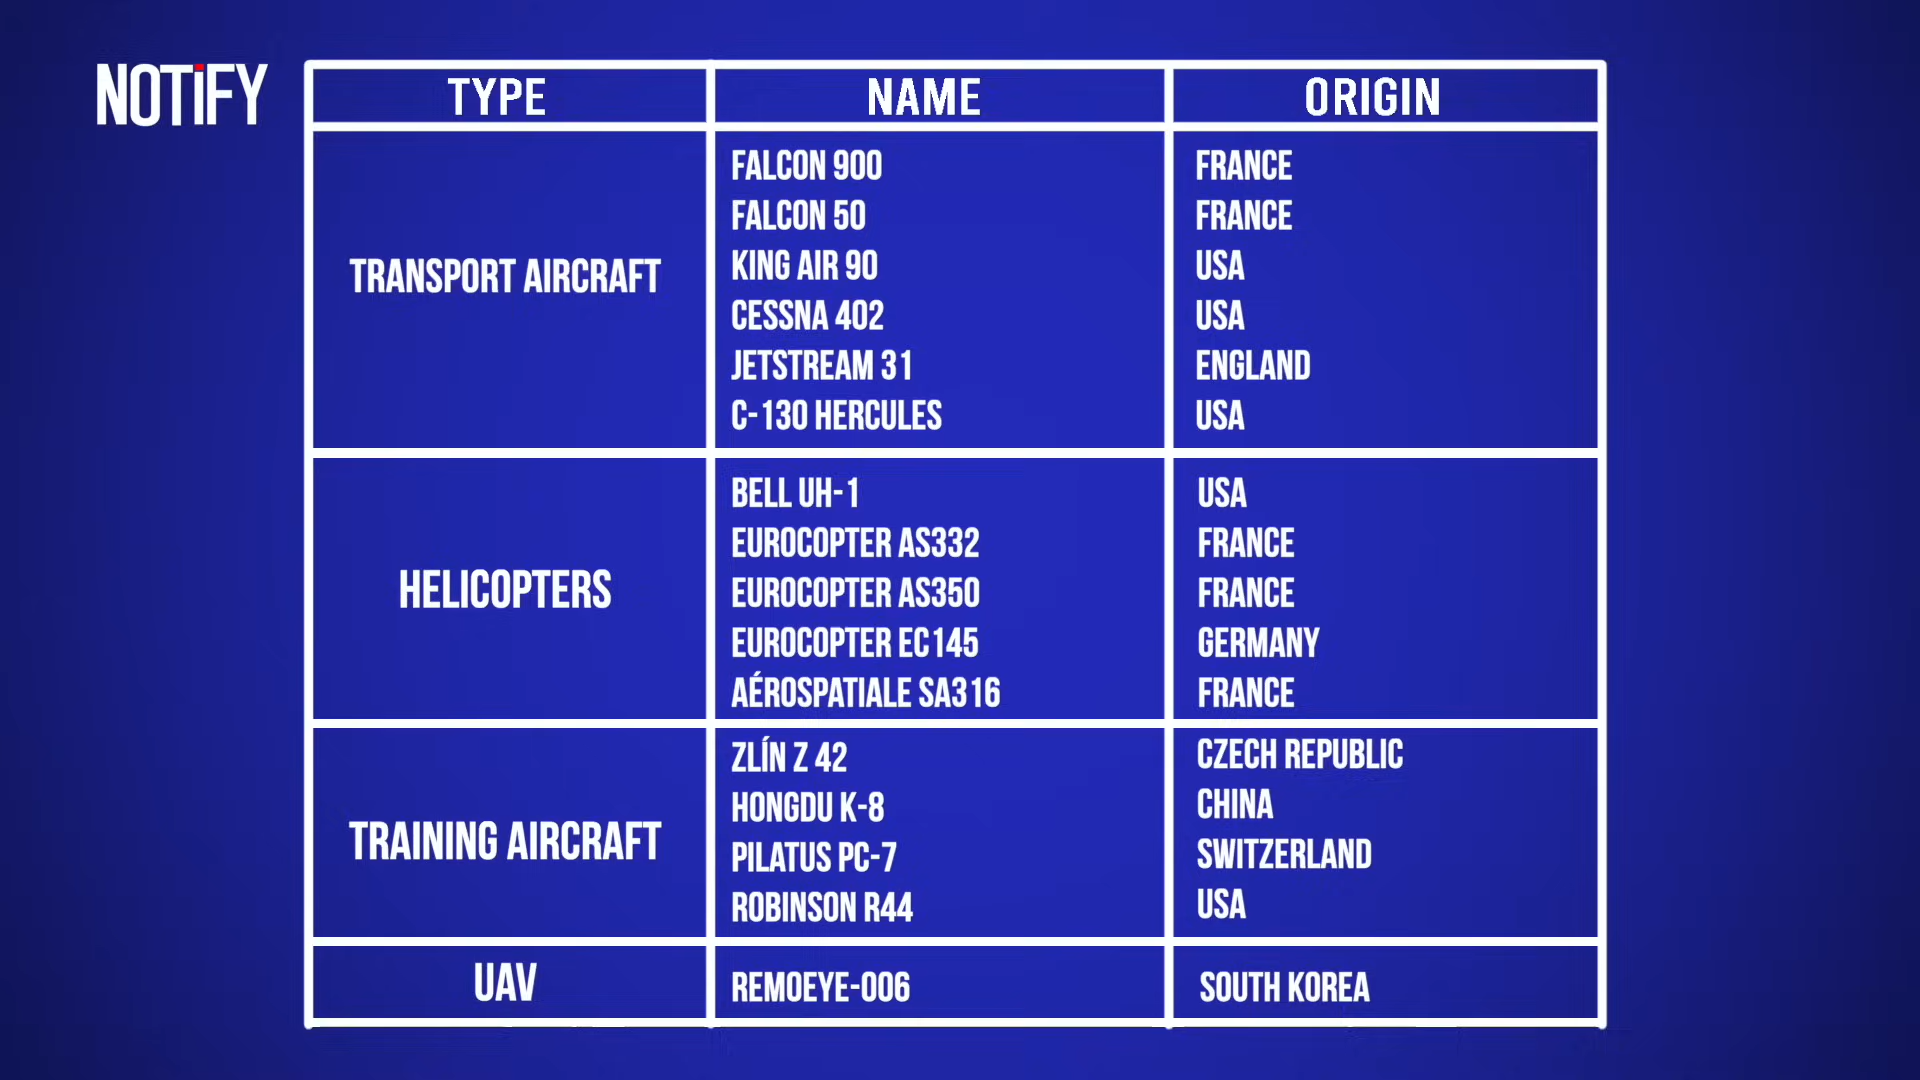 NOTiFY
TYPE NAME ORIGIN
TRANSPORT AIRCRAFT
FALCON 900 FRANCE
FALCON 50 FRANCE
KING AIR 90 USA
CESSNA 402 USA
JETSTREAM 31 ENGLAND
C-130 HERCULES USA
HELICOPTERS
BELL UH-1 USA
EUROCOPTER AS332 FRANCE
EUROCOPTER AS350 FRANCE
EUROCOPTER EC145 GERMANY
AÉROSPATIALE SA316 FRANCE
TRAINING AIRCRAFT
ZLÍN Z 42 CZECH REPUBLIC
HONGDU K-8 CHINA
PILATUS PC-7 SWITZERLAND
ROBINSON R44 USA
UAV REMOEYE-006 SOUTH KOREA